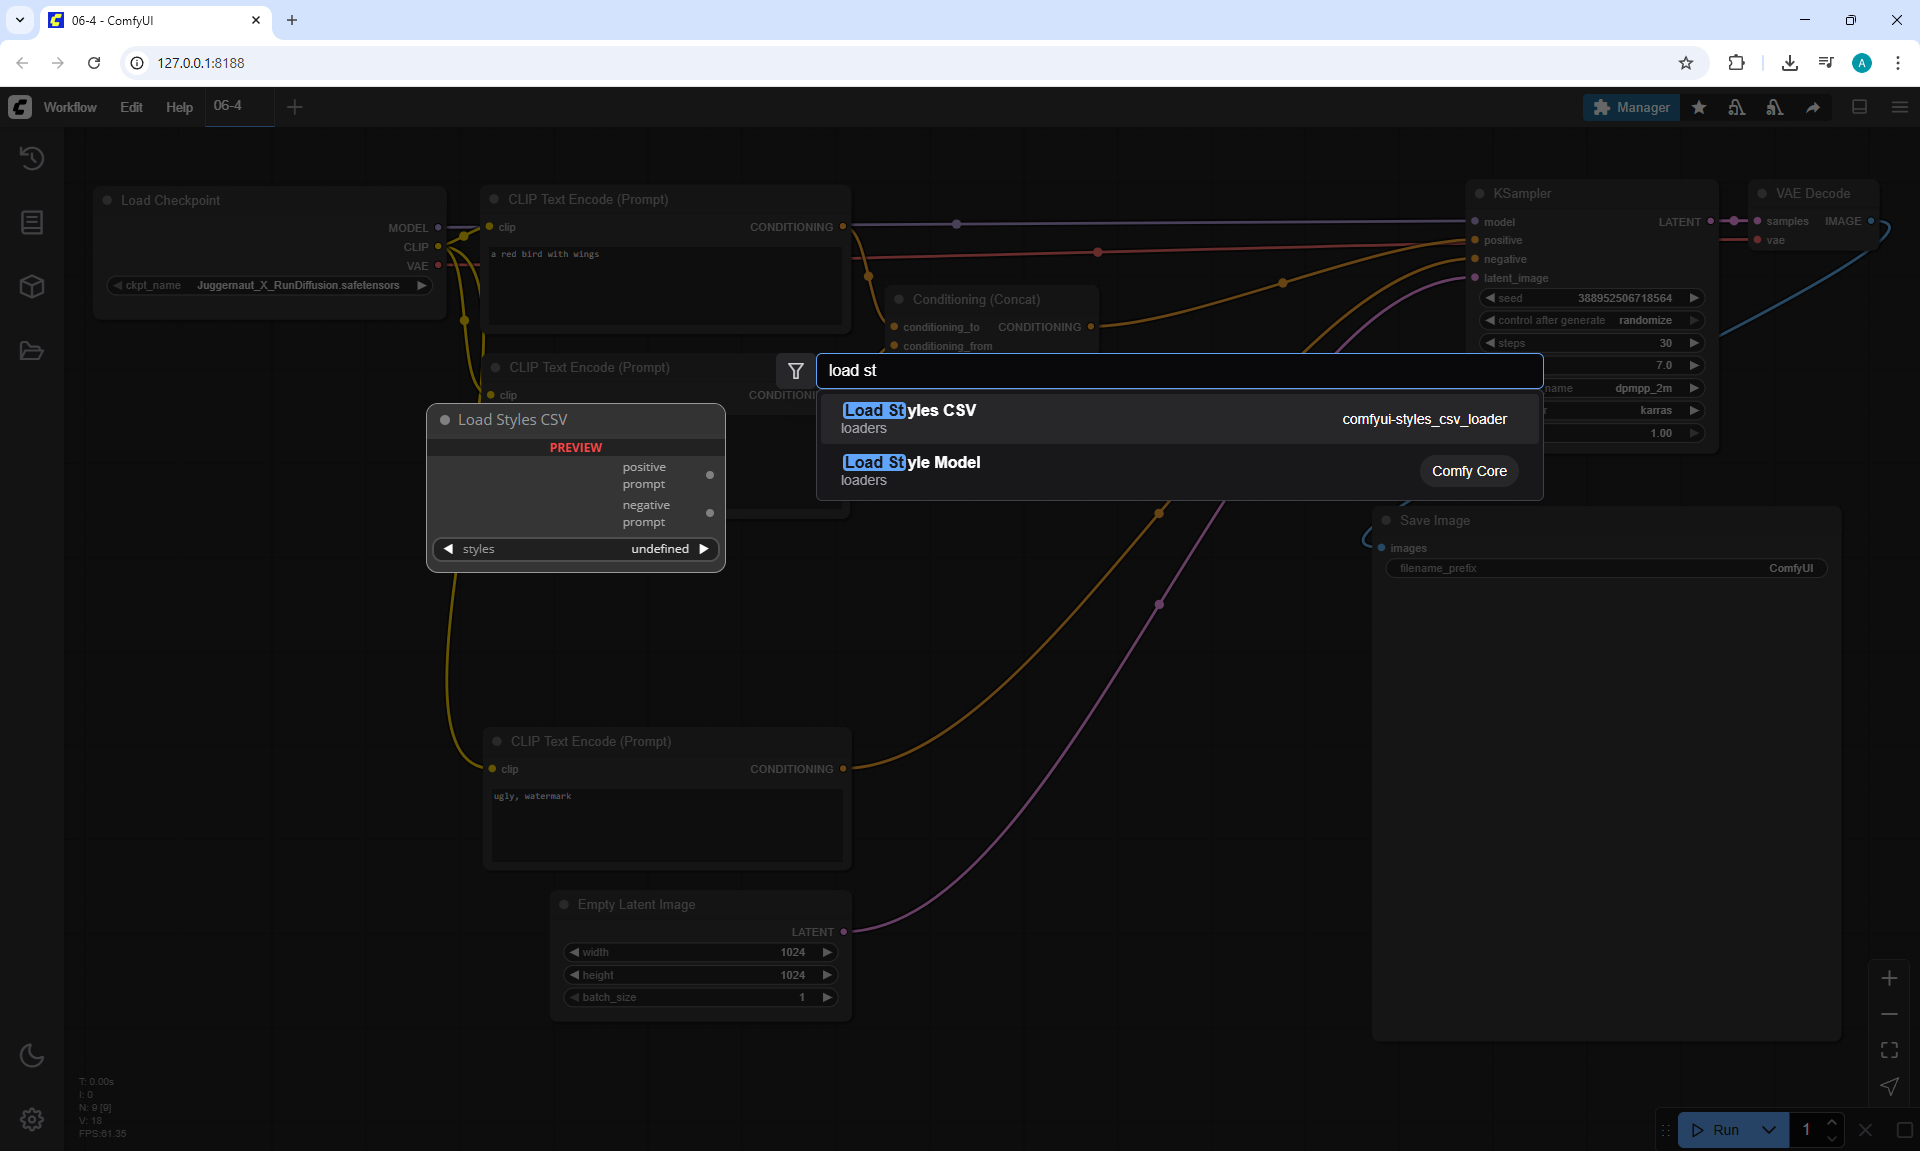 06-4 - ComfyUI
127.0.0.1:8188
A
Workflow Edit Help 06-4
Manager
Load Checkpoint
MODEL
CLIP
VAE
ckpt_name Juggernaut_X_RunDiffusion.safetensors
CLIP Text Encode (Prompt)
clip CONDITIONING
a red bird with wings
Conditioning (Concat)
conditioning_to CONDITIONING
conditioning_from
KSampler
model LATENT
positive
negative
latent_image
seed 388952506718564
control after generate randomize
steps 30
7.0
name dpmpp_2m
r karras
1.00
VAE Decode
samples IMAGE
vae
CLIP Text Encode (Prompt)
clip CONDITIONIN
load st
Load Styles CSV
loaders
comfyui-styles_csv_loader
Load Style Model
loaders
Comfy Core
Load Styles CSV
PREVIEW
positive
prompt
negative
prompt
styles undefined
Save Image
images
filename_prefix ComfyUI
CLIP Text Encode (Prompt)
clip CONDITIONING
ugly, watermark
Empty Latent Image
LATENT
width 1024
height 1024
batch_size 1
T: 0.00s
I: 0
N: 9 [9]
V: 18
FPS:61.35
Run 1